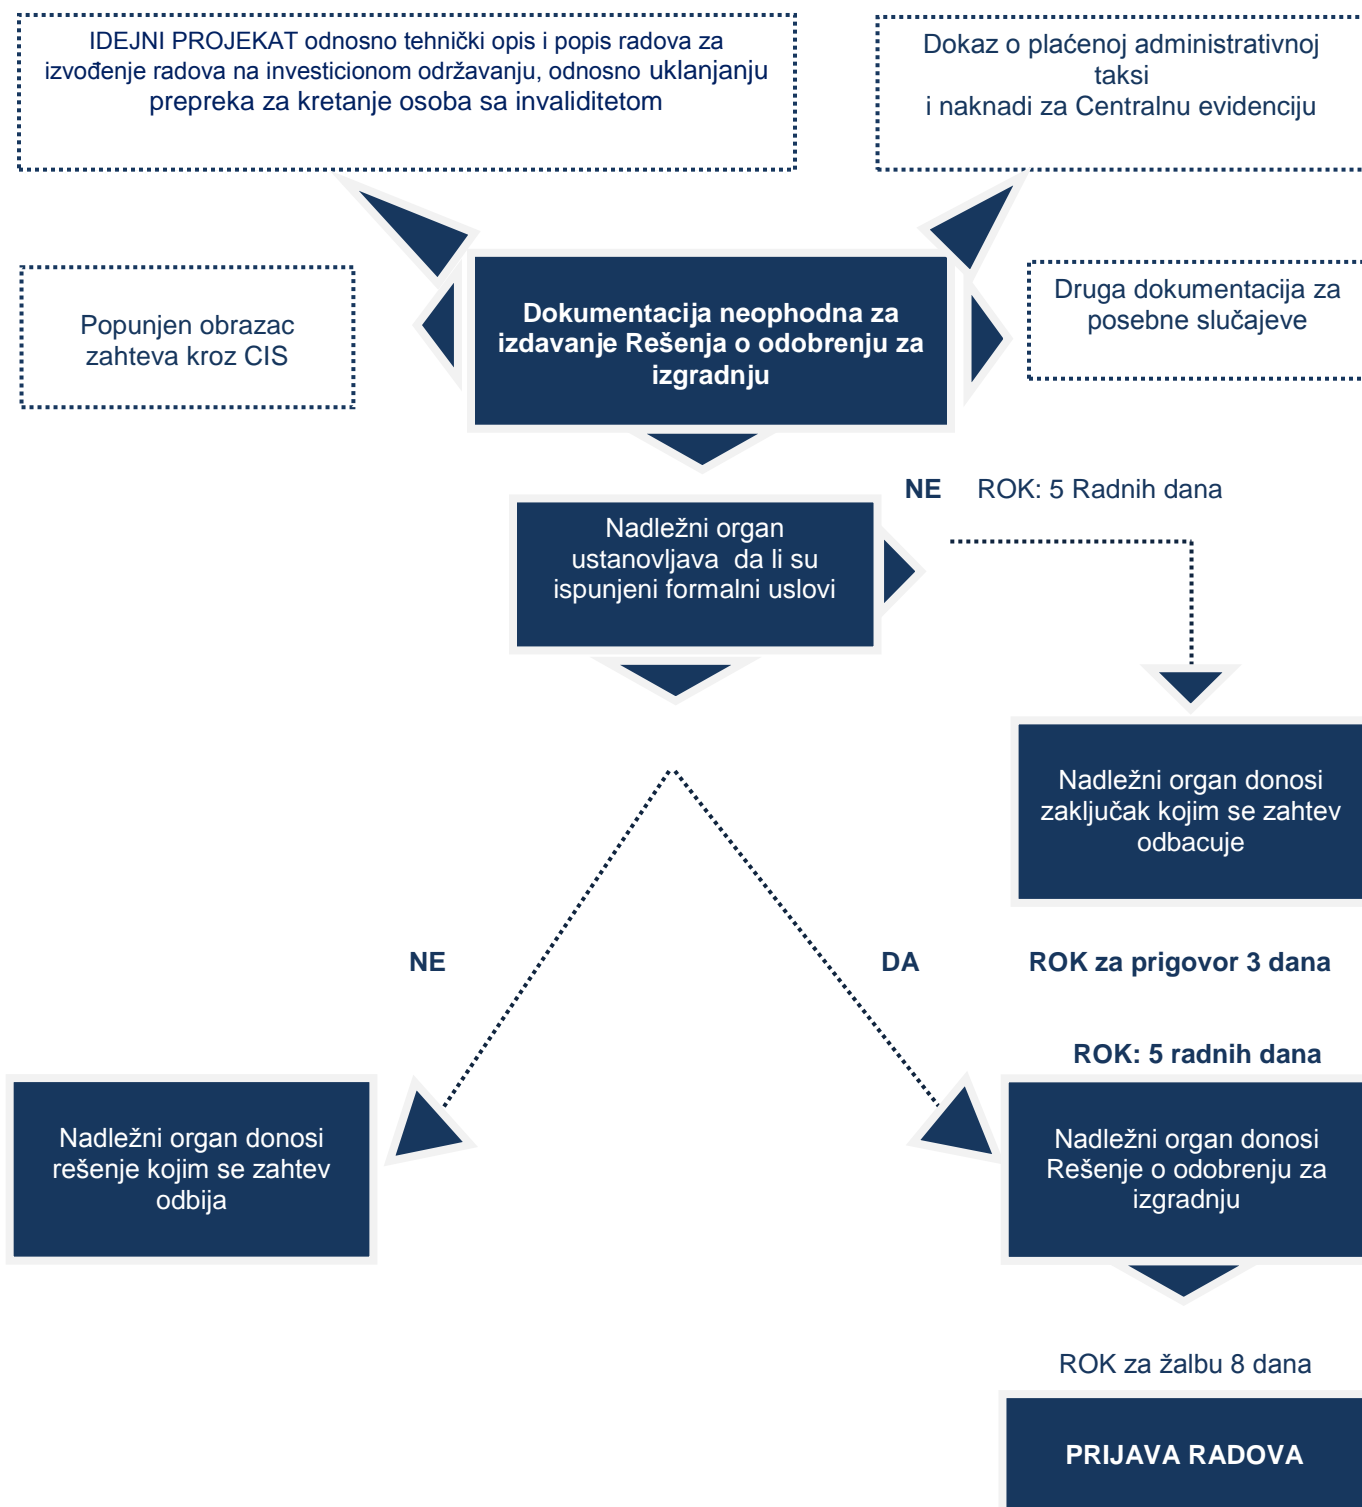 IDEJNI PROJEKAT odnosno tehnički opis i popis radova za
izvođenje radova na investicionom održavanju, odnosno uklanjanju
prepreka za kretanje osoba sa invaliditetom
Dokaz o plaćenoj administrativnoj
taksi
i naknadi za Centralnu evidenciju
Popunjen obrazac
zahteva kroz CIS
Dokumentacija neophodna za
izdavanje Rešenja o odobrenju za
izgradnju
Druga dokumentacija za
posebne slučajeve
NE ROK: 5 Radnih dana
Nadležni organ
ustanovljava da li su
ispunjeni formalni uslovi
Nadležni organ donosi
zaključak kojim se zahtev
odbacuje
NE
DA
ROK za prigovor 3 dana
ROK: 5 radnih dana
Nadležni organ donosi
rešenje kojim se zahtev
odbija
Nadležni organ donosi
Rešenje o odobrenju za
izgradnju
ROK za žalbu 8 dana
PRIJAVA RADOVA